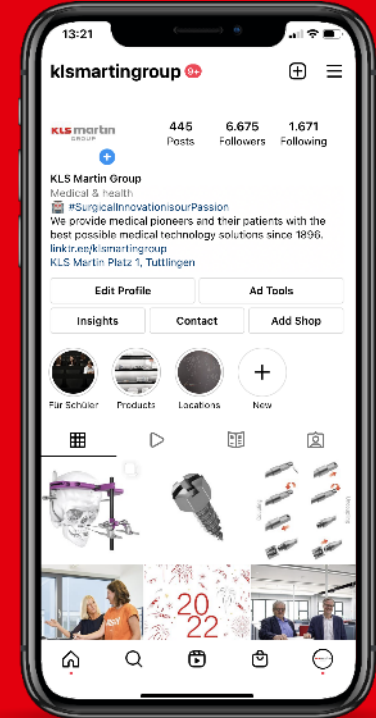 13:21
klsmartingroup 9+
KLS martin
GROUP
445 6.675 1.671
Posts Followers Following
KLS Martin Group
Medical & health
#SurgicalInnovationisourPassion
We provide medical pioneers and their patients with the
best possible medical technology solutions since 1896.
linktr.ee/klsmartingroup
KLS Martin Platz 1, Tuttlingen
Edit Profile Ad Tools
Insights Contact Add Shop
Für Schüler Products Locations New
20
22